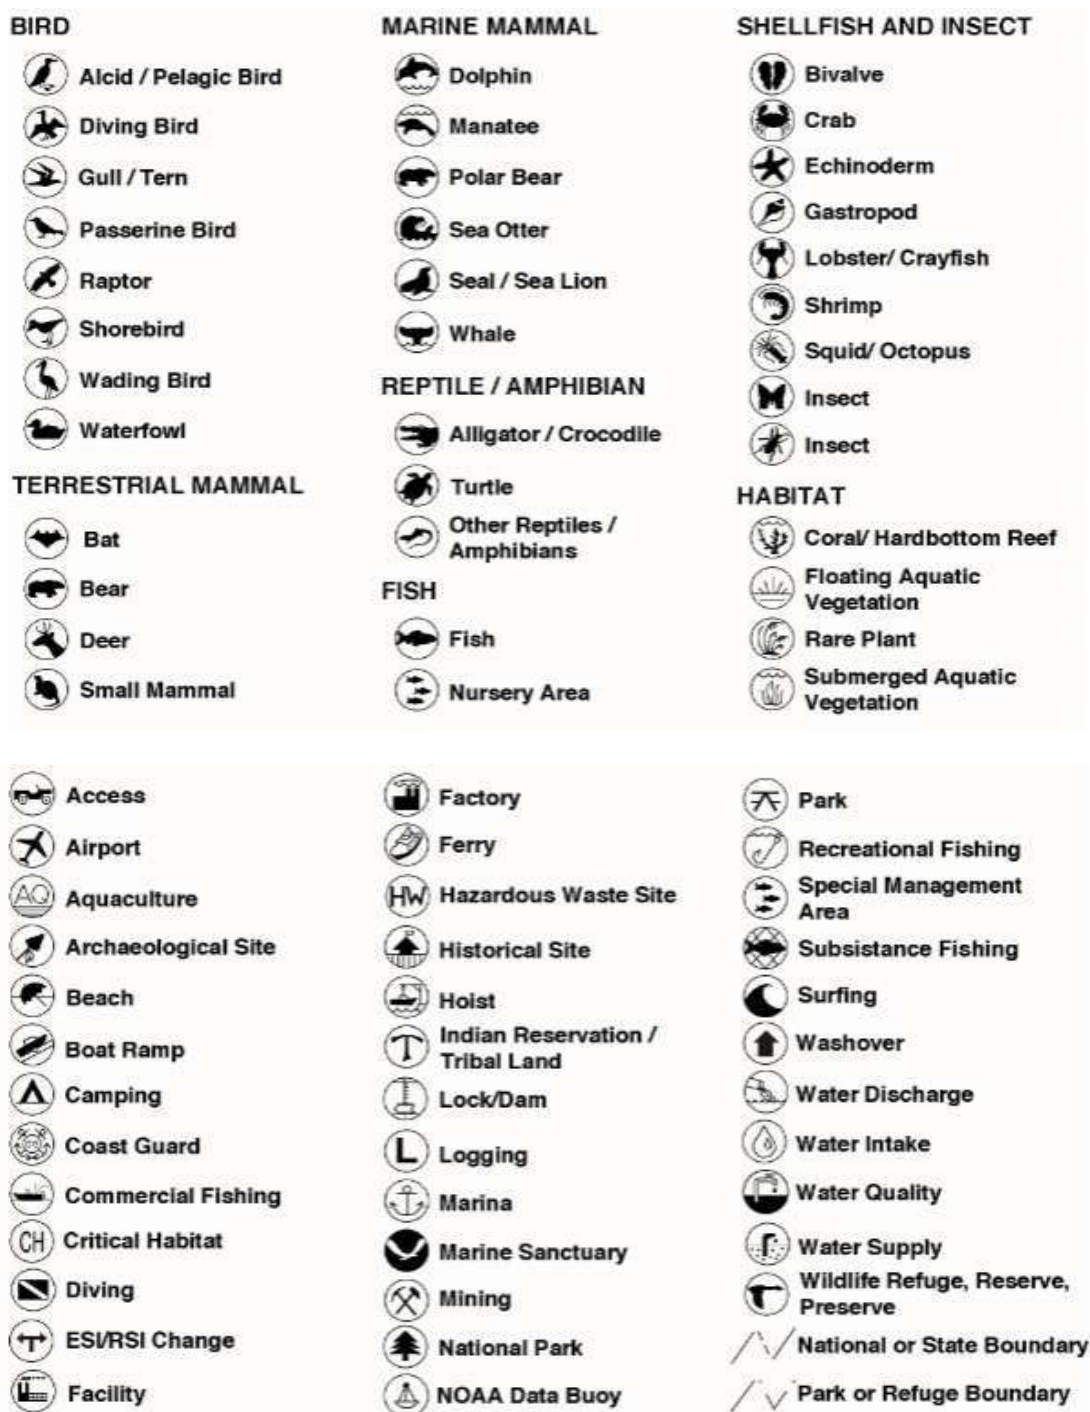 BIRD
Alcid / Pelagic Bird
Diving Bird
Gull / Tern
Passerine Bird
Raptor
Shorebird
Wading Bird
Waterfowl
TERRESTRIAL MAMMAL
Bat
Bear
Deer
Small Mammal
MARINE MAMMAL
Dolphin
Manatee
Polar Bear
Sea Otter
Seal / Sea Lion
Whale
REPTILE / AMPHIBIAN
Alligator / Crocodile
Turtle
Other Reptiles /
Amphibians
FISH
Fish
Nursery Area
SHELLFISH AND INSECT
Bivalve
Crab
Echinoderm
Gastropod
Lobster/ Crayfish
Shrimp
Squid/ Octopus
Insect
Insect
HABITAT
Coral/ Hardbottom Reef
Floating Aquatic
Vegetation
Rare Plant
Submerged Aquatic
Vegetation
Access
Airport
AQ Aquaculture
Archaeological Site
Beach
Boat Ramp
Camping
Coast Guard
Commercial Fishing
CH Critical Habitat
Diving
ESI/RSI Change
Facility
Factory
Ferry
HW Hazardous Waste Site
Historical Site
Hoist
Indian Reservation /
Tribal Land
Lock/Dam
L Logging
Marina
Marine Sanctuary
Mining
National Park
NOAA Data Buoy
Park
Recreational Fishing
Special Management
Area
Subsistance Fishing
Surfing
Washover
Water Discharge
Water Intake
Water Quality
Water Supply
Wildlife Refuge, Reserve,
Preserve
National or State Boundary
Park or Refuge Boundary